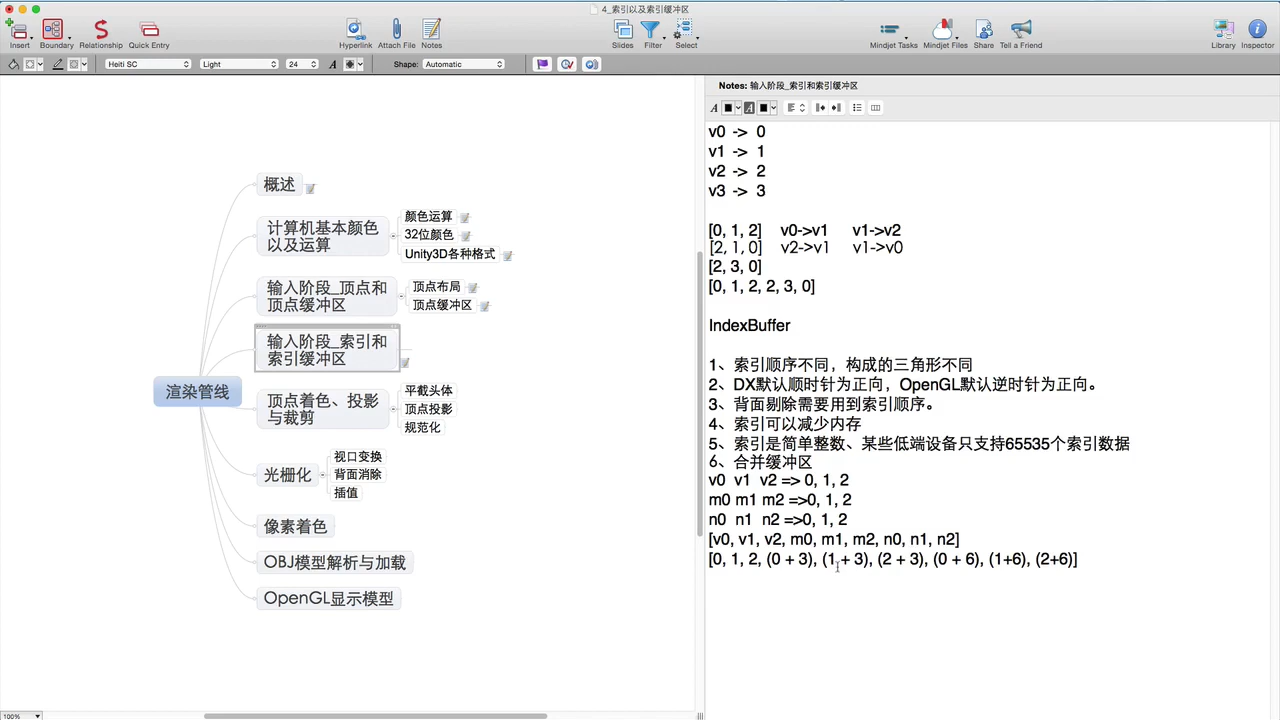 4_索引以及索引缓冲区
Insert
Boundary
Relationship
Quick Entry
Hyperlink
Attach File
Notes
Slides
Filter
Select
Mindjet Tasks
Mindjet Files
Share
Tell a Friend
Library
Inspector
Heiti SC
Light
24
Shape:
Automatic
Notes: 输入阶段_索引和索引缓冲区
概述
计算机基本颜色
以及运算
颜色运算
32位颜色
Unity3D各种格式
输入阶段_顶点和
顶点缓冲区
顶点布局
顶点缓冲区
输入阶段_索引和
索引缓冲区
渲染管线
顶点着色、投影
与裁剪
平截头体
顶点投影
规范化
光栅化
视口变换
背面消除
插值
像素着色
OBJ模型解析与加载
OpenGL显示模型
v0 -> 0
v1 -> 1
v2 -> 2
v3 -> 3
[0, 1, 2] v0->v1 v1->v2
[2, 1, 0] v2->v1 v1->v0
[2, 3, 0]
[0, 1, 2, 2, 3, 0]
IndexBuffer
1、索引顺序不同，构成的三角形不同
2、DX默认顺时针为正向，OpenGL默认逆时针为正向。
3、背面剔除需要用到索引顺序。
4、索引可以减少内存
5、索引是简单整数、某些低端设备只支持65535个索引数据
6、合并缓冲区
v0 v1 v2 => 0, 1, 2
m0 m1 m2 =>0, 1, 2
n0 n1 n2 =>0, 1, 2
[v0, v1, v2, m0, m1, m2, n0, n1, n2]
[0, 1, 2, (0 + 3), (1 + 3), (2 + 3), (0 + 6), (1+6), (2+6)]
100%